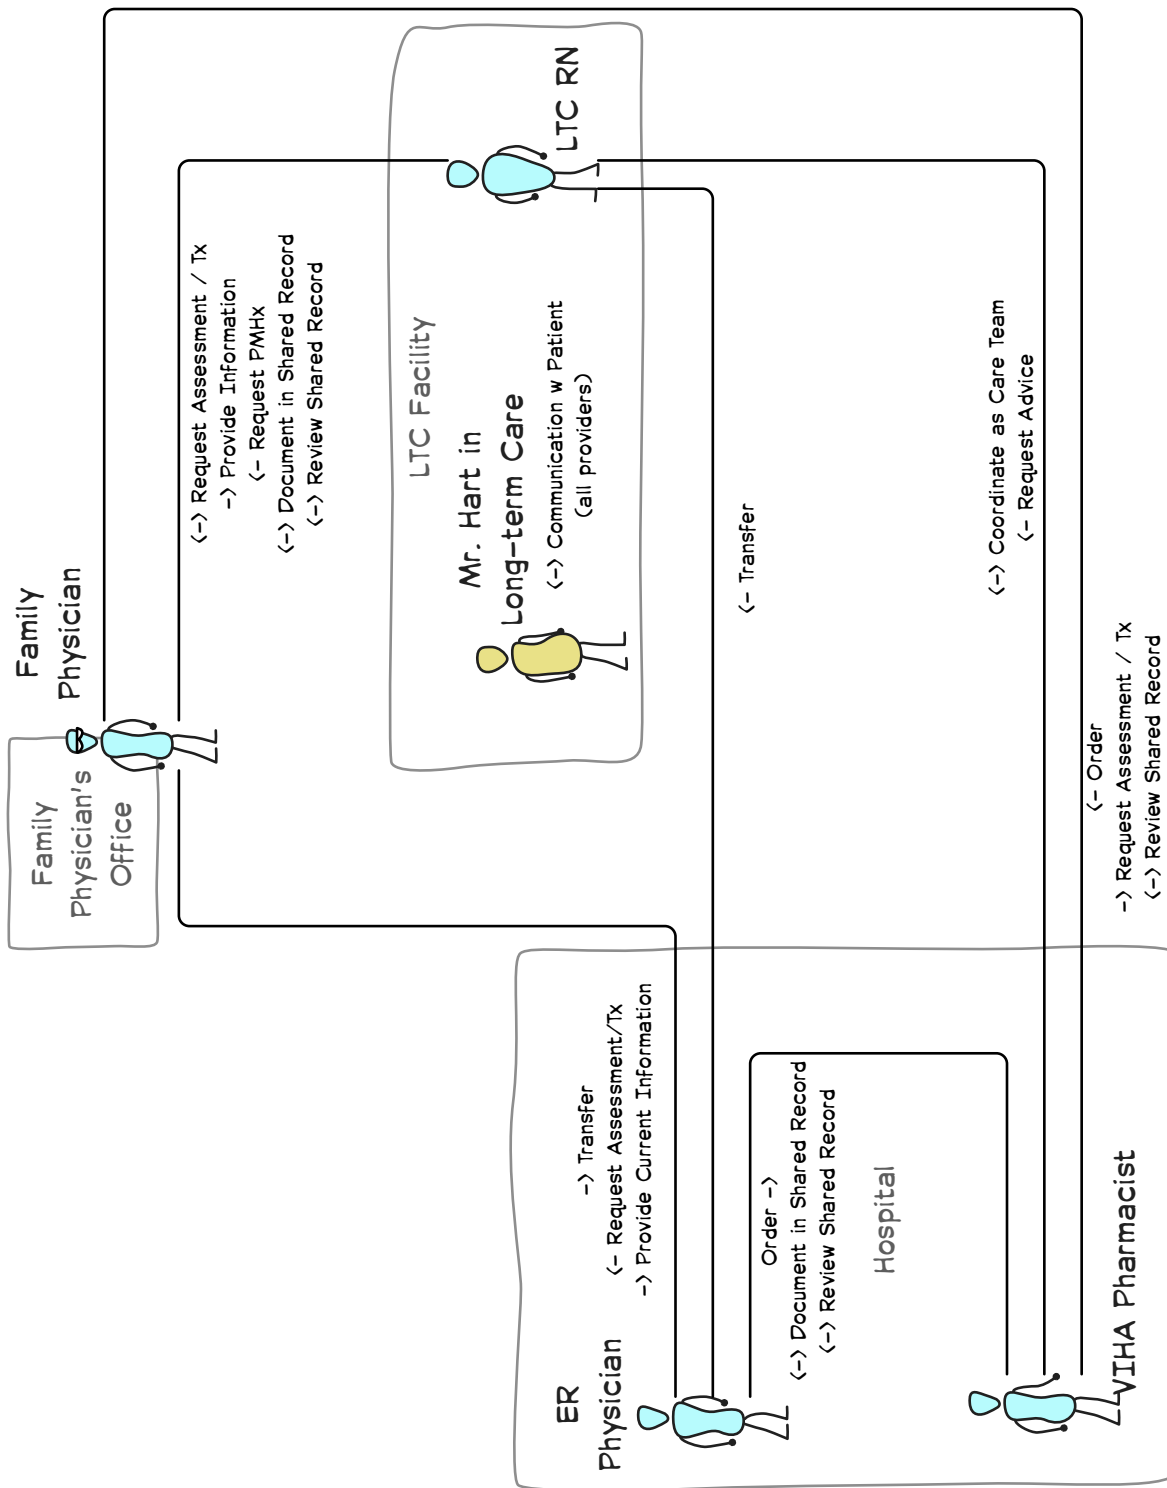 Family
Physician
Family
Physician's
Office
<-> Request Assessment / Tx
-> Provide Information
<- Request PMHx
<-> Document in Shared Record
<-> Review Shared Record
LTC Facility
LTC RN
Mr. Hart in
Long-term Care
<-> Communication w Patient
(all providers)
<- Transfer
<-> Coordinate as Care Team
<- Request Advice
<- Order
-> Request Assessment / Tx
<-> Review Shared Record
-> Transfer
<- Request Assessment/Tx
-> Provide Current Information
ER
Physician
Order ->
<-> Document in Shared Record
<-> Review Shared Record
Hospital
VIHA Pharmacist